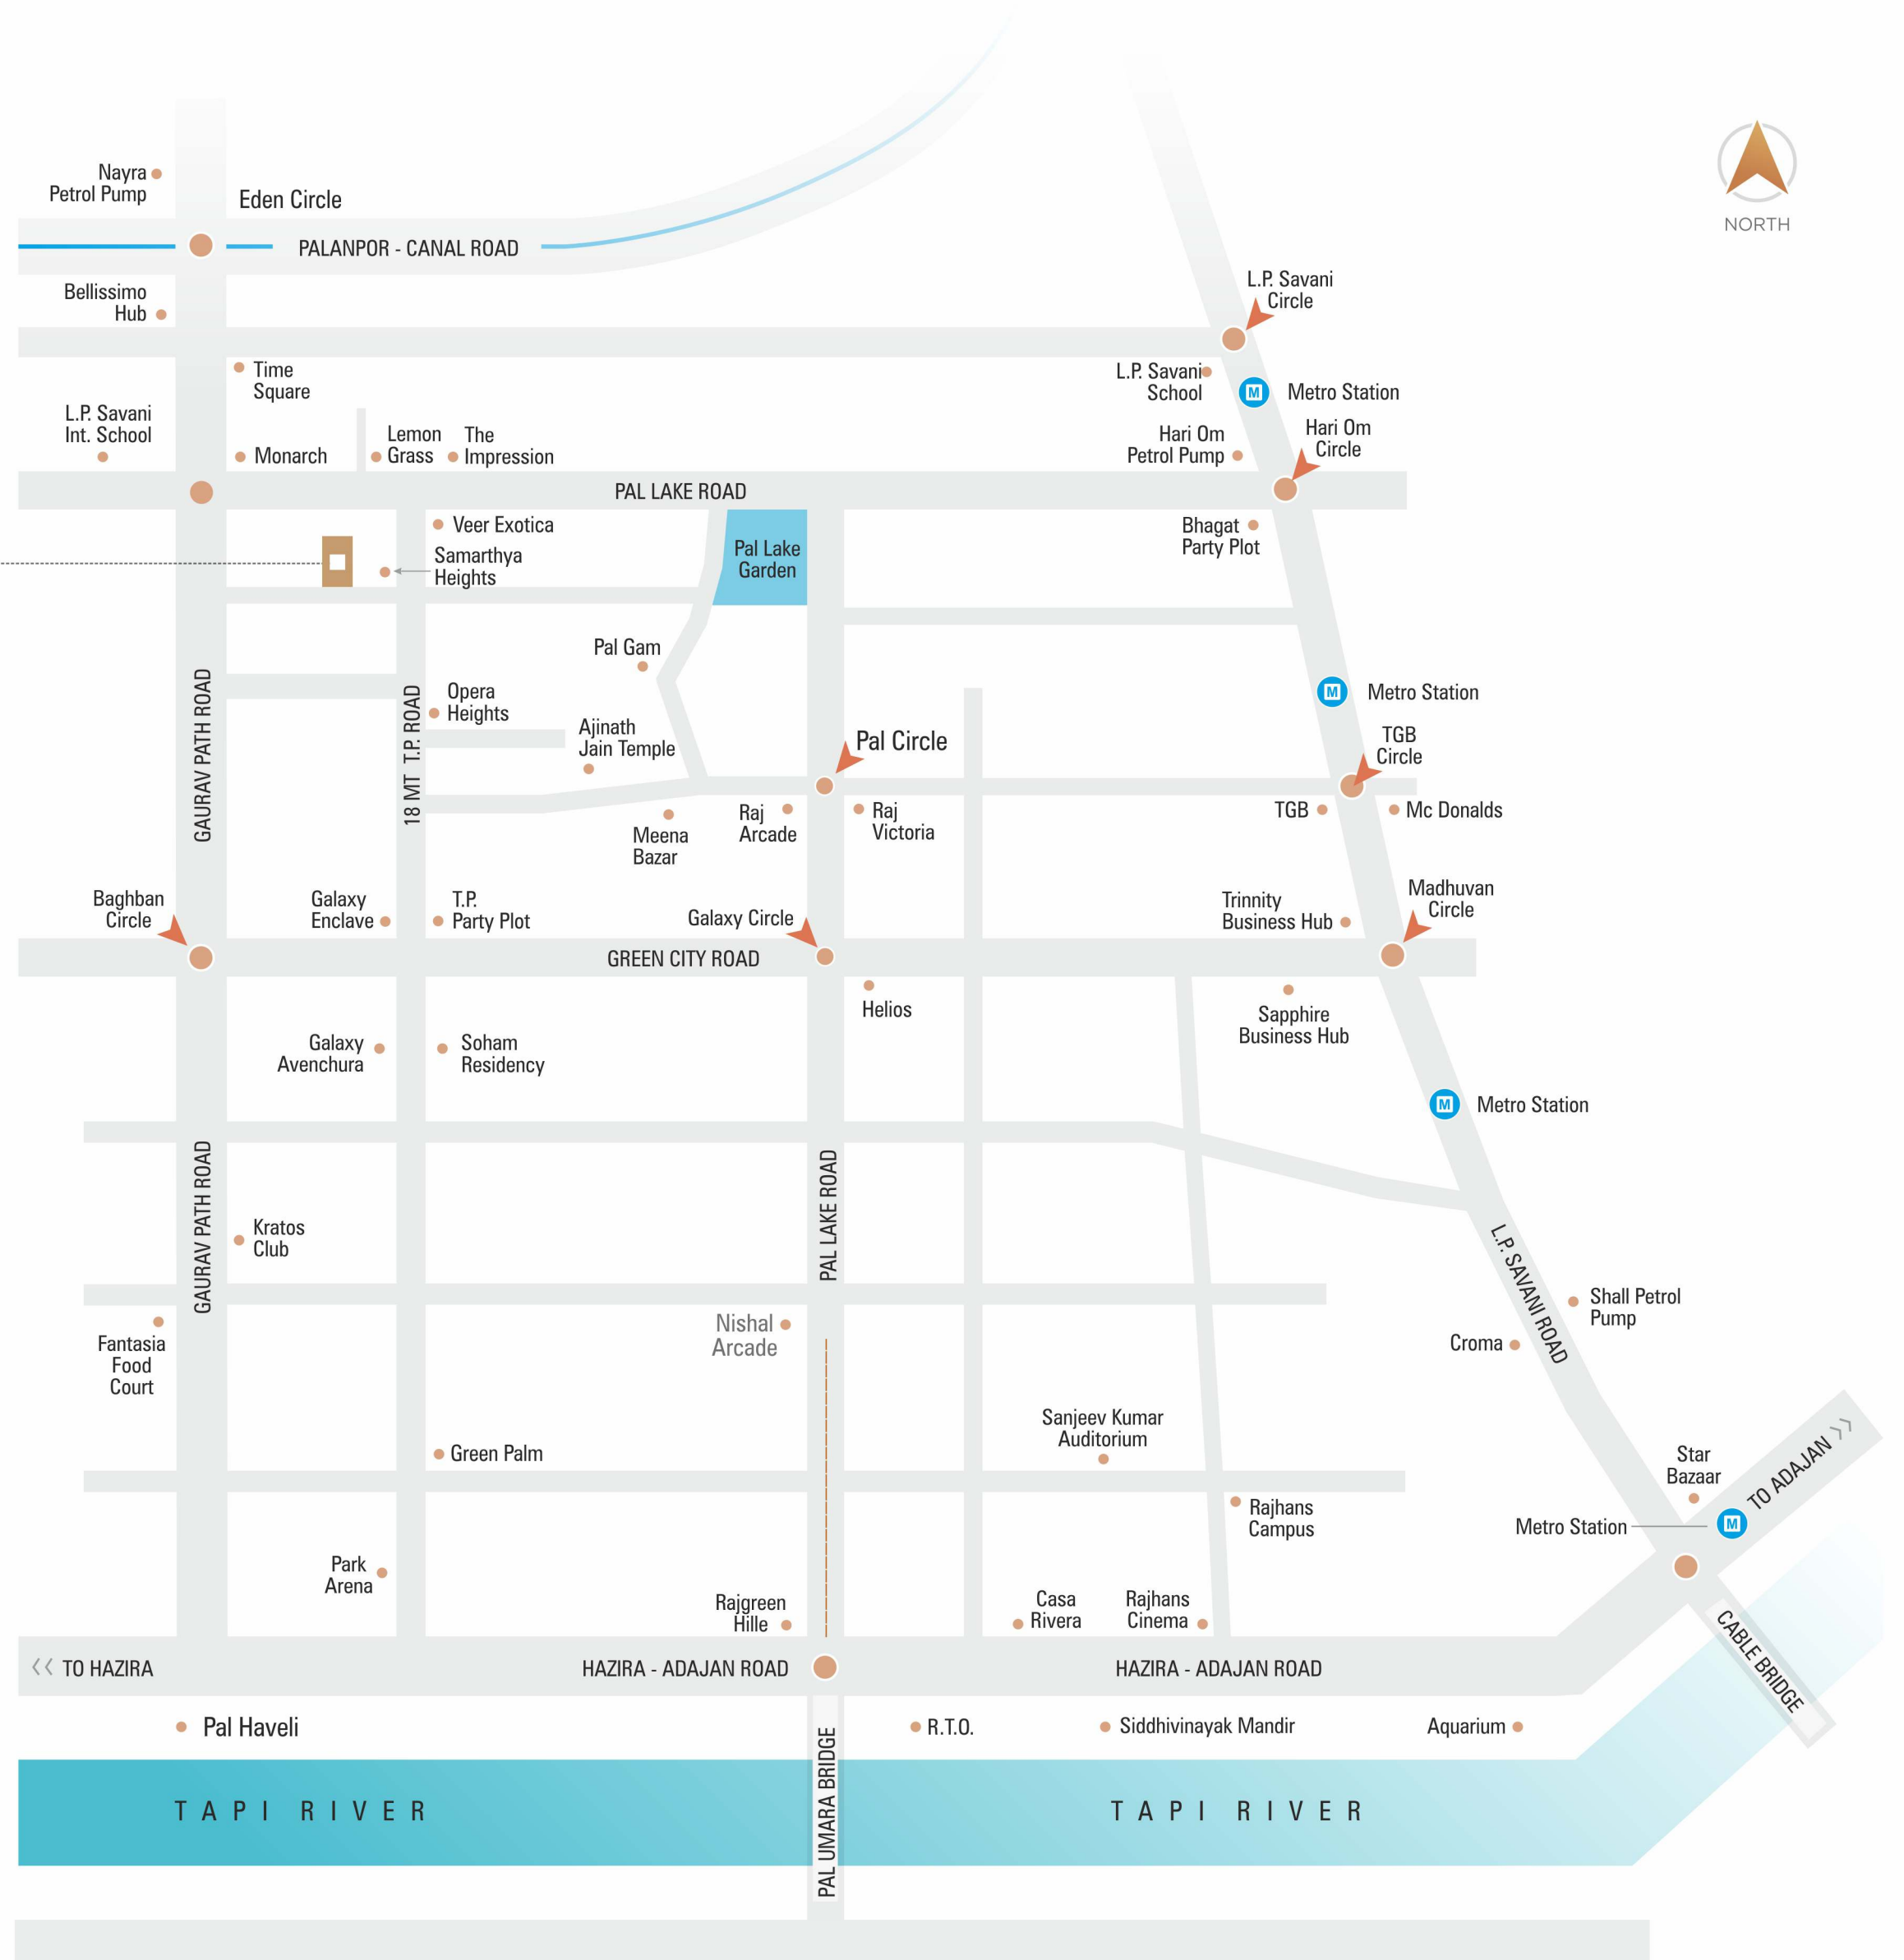 Nayra
Petrol Pump
Eden Circle
NORTH
PALANPOR - CANAL ROAD
Bellissimo
Hub
L.P. Savani
Circle
Time
Square
L.P. Savani
School
M
Metro Station
L.P. Savani
Int. School
Monarch
Lemon
Grass
The
Impression
Hari Om
Petrol Pump
Hari Om
Circle
PAL LAKE ROAD
Veer Exotica
Samarthya
Heights
Pal Lake
Garden
Bhagat
Party Plot
Pal Gam
GAURAV PATH ROAD
18 MT T.P. ROAD
Opera
Heights
Ajinath
Jain Temple
Pal Circle
M
Metro Station
TGB
Circle
Meena
Bazar
Raj
Arcade
Raj
Victoria
TGB
Mc Donalds
Baghban
Circle
Galaxy
Enclave
T.P.
Party Plot
Galaxy Circle
Trinnity
Business Hub
Madhuvan
Circle
GREEN CITY ROAD
Helios
Sapphire
Business Hub
Galaxy
Avenchura
Soham
Residency
M
Metro Station
GAURAV PATH ROAD
PAL LAKE ROAD
Kratos
Club
L.P. SAVANI ROAD
Shall Petrol
Pump
Croma
Fantasia
Food
Court
Nishal
Arcade
Sanjeev Kumar
Auditorium
Green Palm
Star
Bazaar
TO ADAJAN >>
Rajhans
Campus
Metro Station
M
Park
Arena
Rajgreen
Hille
Casa
Rivera
Rajhans
Cinema
CABLE BRIDGE
<< TO HAZIRA
HAZIRA - ADAJAN ROAD
HAZIRA - ADAJAN ROAD
Pal Haveli
R.T.O.
Siddhivinayak Mandir
Aquarium
PAL UMARA BRIDGE
TAPI RIVER
TAPI RIVER